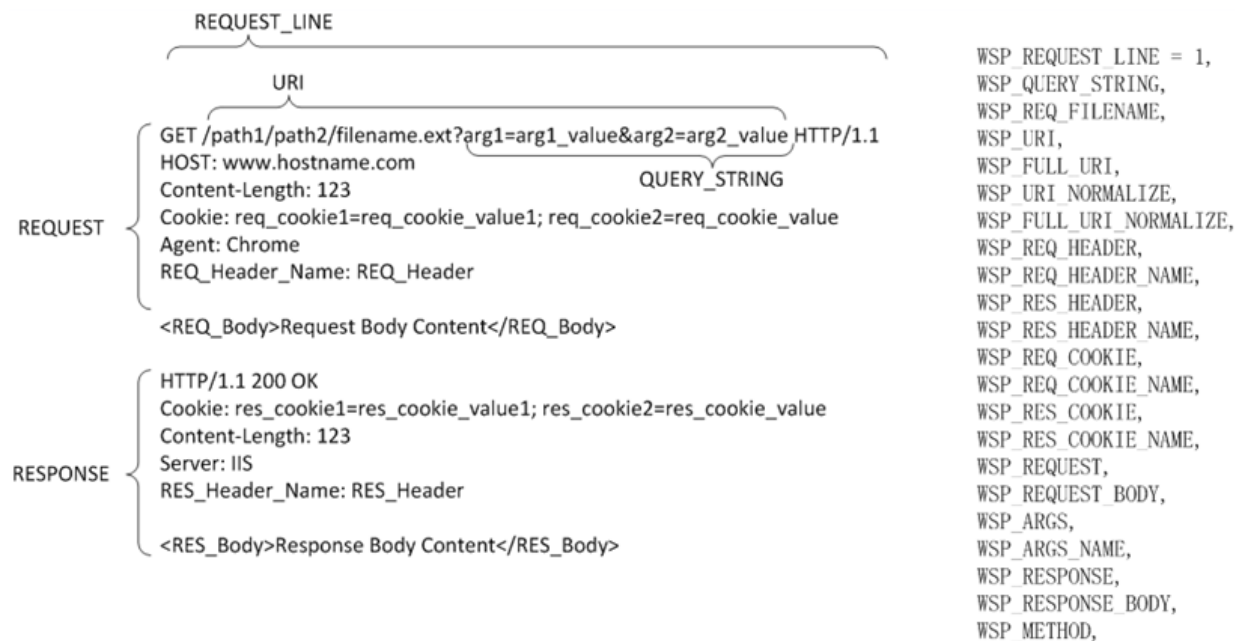 REQUEST_LINE
URI
GET /path1/path2/filename.ext?arg1=arg1_value&arg2=arg2_value HTTP/1.1
HOST: www.hostname.com
QUERY_STRING
Content-Length: 123
Cookie: req_cookie1=req_cookie_value1; req_cookie2=req_cookie_value
REQUEST
Agent: Chrome
REQ_Header_Name: REQ_Header
<REQ_Body>Request Body Content</REQ_Body>
HTTP/1.1 200 OK
Cookie: res_cookie1=res_cookie_value1; res_cookie2=res_cookie_value
Content-Length: 123
Server: IIS
RESPONSE
RES_Header_Name: RES_Header
<RES_Body>Response Body Content</RES_Body>
WSP_REQUEST_LINE = 1,
WSP_QUERY_STRING,
WSP_REQ_FILENAME,
WSP_URI,
WSP_FULL_URI,
WSP_URI_NORMALIZE,
WSP_FULL_URI_NORMALIZE,
WSP_REQ_HEADER,
WSP_REQ_HEADER_NAME,
WSP_RES_HEADER,
WSP_RES_HEADER_NAME,
WSP_REQ_COOKIE,
WSP_REQ_COOKIE_NAME,
WSP_RES_COOKIE,
WSP_RES_COOKIE_NAME,
WSP_REQUEST,
WSP_REQUEST_BODY,
WSP_ARGS,
WSP_ARGS_NAME,
WSP_RESPONSE,
WSP_RESPONSE_BODY,
WSP_METHOD,